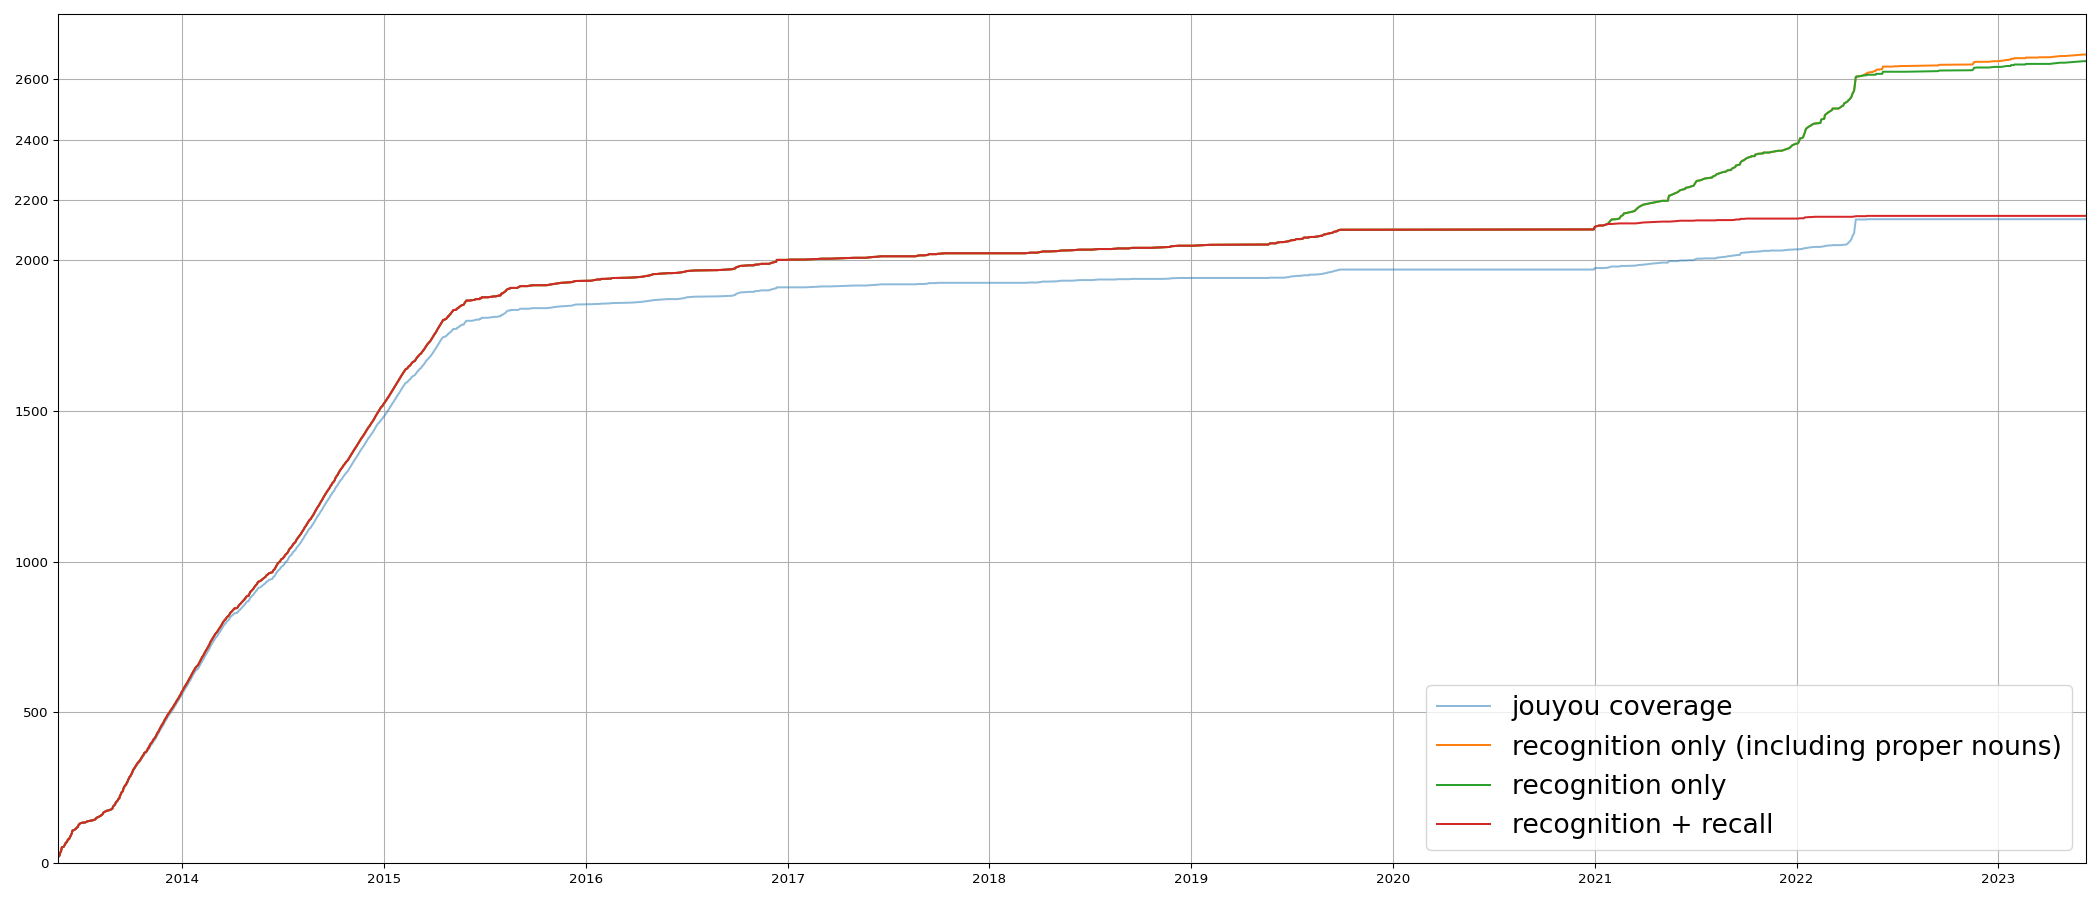 2600
2400
2200
2000
1500
1000
500
0
2014 2015 2016 2017 2018 2019 2020 2021 2022 2023
jouyou coverage
recognition only (including proper nouns)
recognition only
recognition + recall